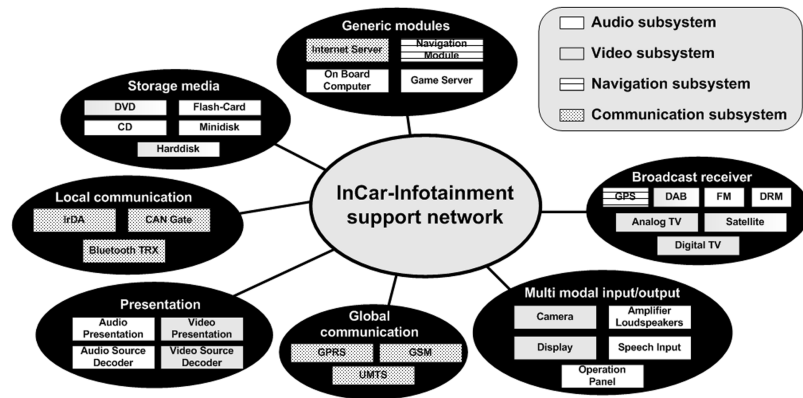 Generic modules
Internet Server
Navigation
Module
On Board
Computer
Game Server
Audio subsystem
Video subsystem
Navigation subsystem
Communication subsystem
Storage media
DVD
Flash-Card
CD
Minidisk
Harddisk
InCar-Infotainment
support network
Broadcast receiver
GPS
DAB
FM
DRM
Analog TV
Satellite
Digital TV
Local communication
IrDA
CAN Gate
Bluetooth TRX
Presentation
Audio
Presentation
Video
Presentation
Audio Source
Decoder
Video Source
Decoder
Global
communication
GPRS
GSM
UMTS
Multi modal input/output
Camera
Amplifier
Loudspeakers
Display
Speech Input
Operation
Panel